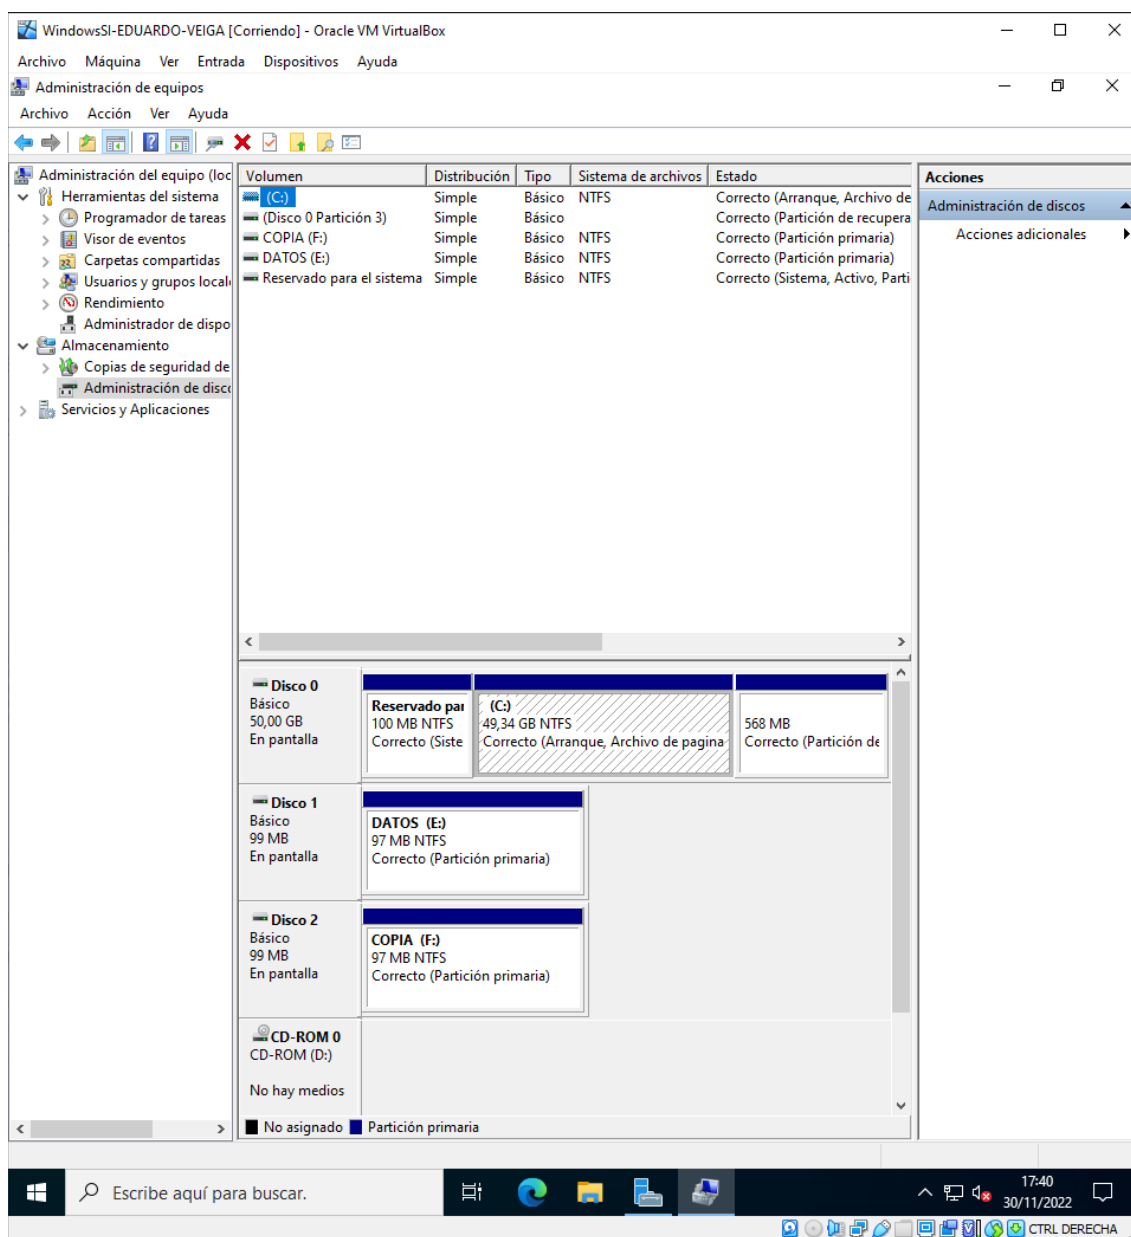 WindowsSI-EDUARDO-VEIGA [Corriendo] - Oracle VM VirtualBox
Archivo Máquina Ver Entrada Dispositivos Ayuda
Administración de equipos
Archivo Acción Ver Ayuda
Administración del equipo (loc
Herramientas del sistema
Programador de tareas
Visor de eventos
Carpetas compartidas
Usuarios y grupos local
Rendimiento
Administrador de dispo
Almacenamiento
Copias de seguridad de
Administración de disc
Servicios y Aplicaciones
Volumen Distribución Tipo Sistema de archivos Estado
(C:) Simple Básico NTFS Correcto (Arranque, Archivo de
(Disco 0 Partición 3) Simple Básico Correcto (Partición de recupera
COPIA (F:) Simple Básico NTFS Correcto (Partición primaria)
DATOS (E:) Simple Básico NTFS Correcto (Partición primaria)
Reservado para el sistema Simple Básico NTFS Correcto (Sistema, Activo, Parti
Acciones
Administración de discos
Acciones adicionales
Disco 0
Básico
50,00 GB
En pantalla
Reservado par
100 MB NTFS
Correcto (Siste
(C:)
49,34 GB NTFS
Correcto (Arranque, Archivo de pagina
568 MB
Correcto (Partición de
Disco 1
Básico
99 MB
En pantalla
DATOS (E:)
97 MB NTFS
Correcto (Partición primaria)
Disco 2
Básico
99 MB
En pantalla
COPIA (F:)
97 MB NTFS
Correcto (Partición primaria)
CD-ROM 0
CD-ROM (D:)
No hay medios
No asignado Partición primaria
Escribe aquí para buscar.
17:40
30/11/2022
CTRL DERECHA